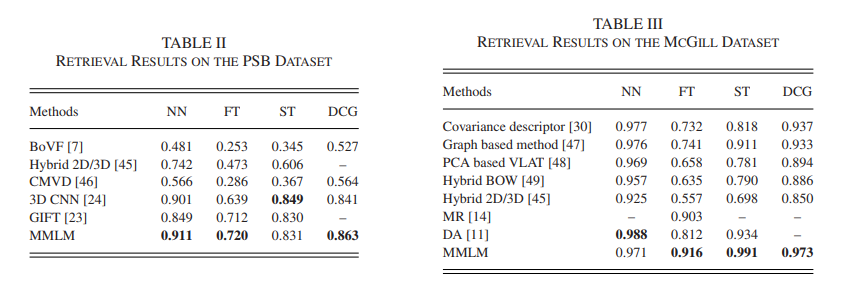 TABLE II
RETRIEVAL RESULTS ON THE PSB DATASET
Methods NN FT ST DCG
BoVF [7] 0.481 0.253 0.345 0.527
Hybrid 2D/3D [45] 0.742 0.473 0.606 –
CMVD [46] 0.566 0.286 0.367 0.564
3D CNN [24] 0.901 0.639 0.849 0.841
GIFT [23] 0.849 0.712 0.830 –
MMLM 0.911 0.720 0.831 0.863
TABLE III
RETRIEVAL RESULTS ON THE MCGILL DATASET
Methods NN FT ST DCG
Covariance descriptor [30] 0.977 0.732 0.818 0.937
Graph based method [47] 0.976 0.741 0.911 0.933
PCA based VLAT [48] 0.969 0.658 0.781 0.894
Hybrid BOW [49] 0.957 0.635 0.790 0.886
Hybrid 2D/3D [45] 0.925 0.557 0.698 0.850
MR [14] – 0.903 – –
DA [11] 0.988 0.812 0.934 –
MMLM 0.971 0.916 0.991 0.973